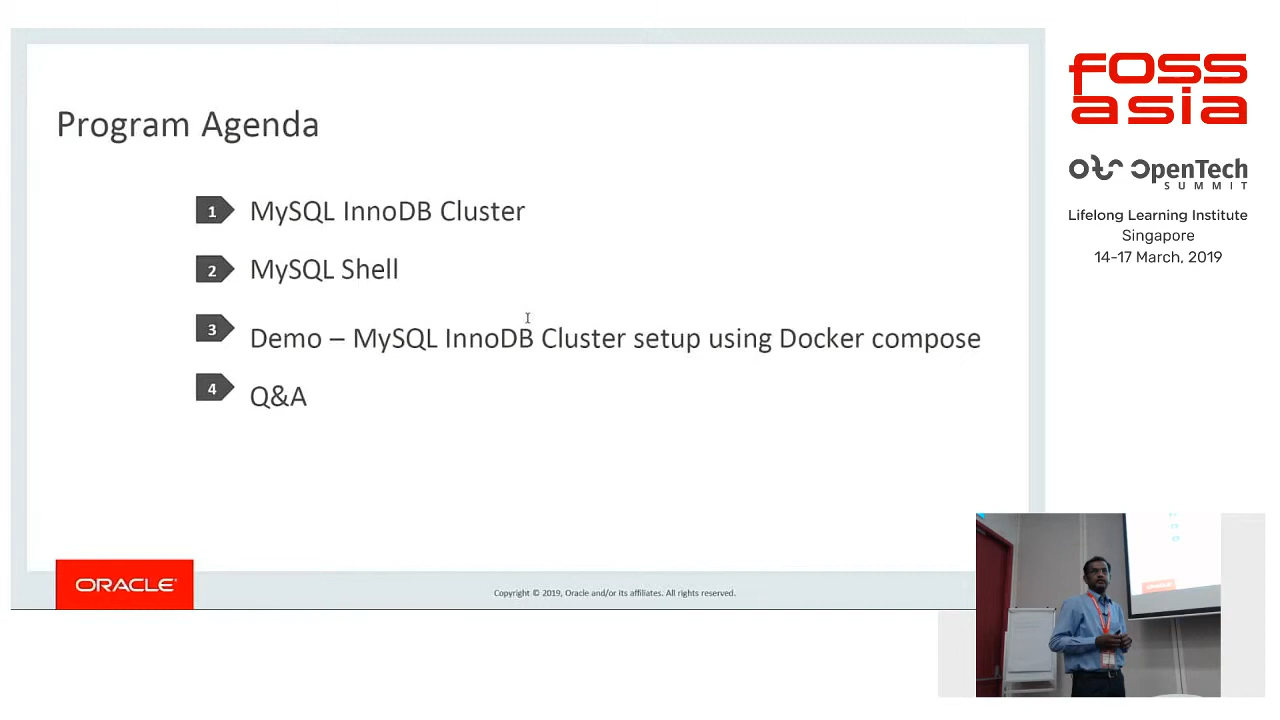 Program Agenda
1 MySQL InnoDB Cluster
2 MySQL Shell
3 Demo – MySQL InnoDB Cluster setup using Docker compose
4 Q&A
ORACLE
Copyright © 2019, Oracle and/or its affiliates. All rights reserved.
FOSS
asia
OpenTech
SUMMIT
Lifelong Learning Institute
Singapore
14-17 March, 2019